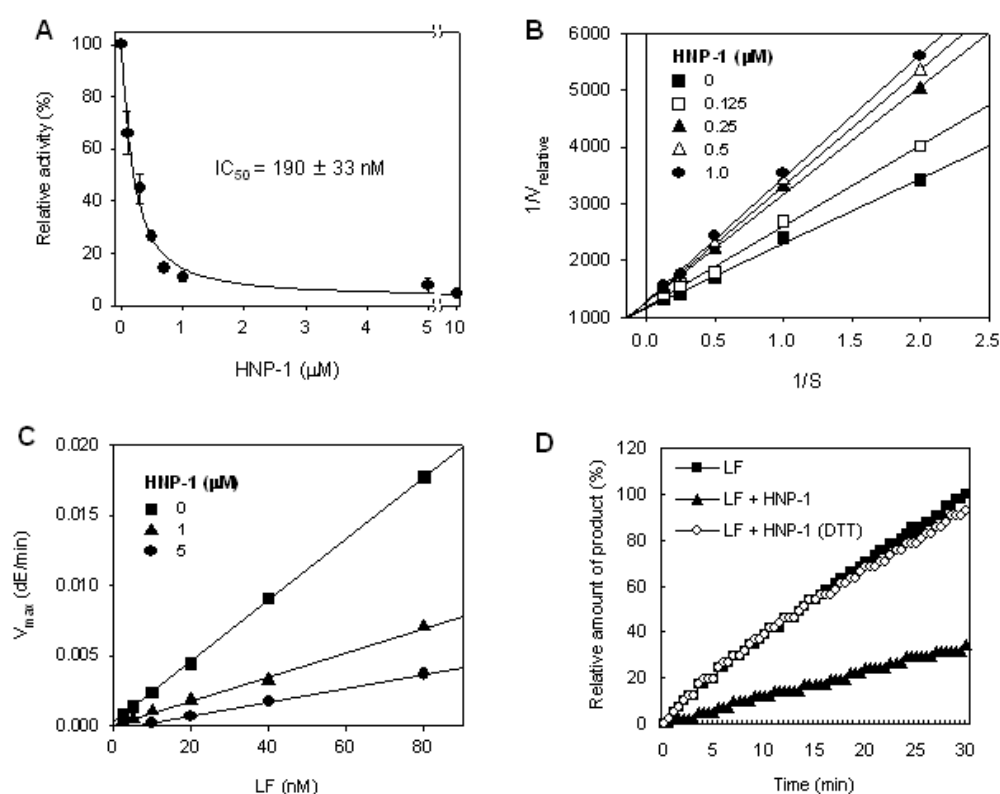 A
Relative activity (%)
100
80
60
40
20
0
IC50 = 190 ± 33 nM
0 1 2 3 4 5 10
HNP-1 (μM)
B
1/Vrelative
6000
5000
4000
3000
2000
1000
HNP-1 (μM)
0
0.125
0.25
0.5
1.0
0.0 0.5 1.0 1.5 2.0 2.5
1/S
C
Vmax (dE/min)
0.020
0.015
0.010
0.005
0.000
HNP-1 (μM)
0
1
5
0 20 40 60 80
LF (nM)
D
Relative amount of product (%)
120
100
80
60
40
20
0
LF
LF + HNP-1
LF + HNP-1 (DTT)
0 5 10 15 20 25 30
Time (min)